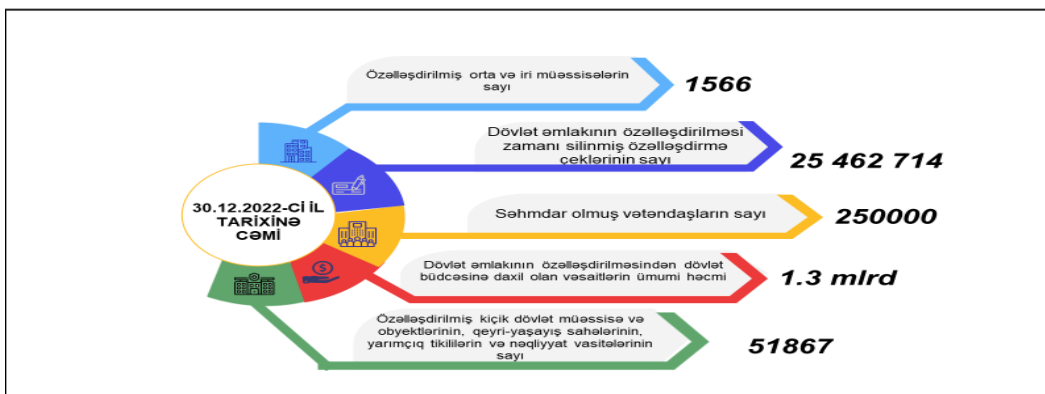 Özəlləşdirilmiş orta və iri müəssisələrin
sayı
1566
Dövlət əmlakının özəlləşdirilməsi
zamanı silinmiş özəlləşdirmə
çeklərinin sayı
25 462 714
30.12.2022-Cİ İL
TARİXİNƏ
CƏMİ
Səhmdar olmuş vətəndaşların sayı
250000
Dövlət əmlakının özəlləşdirilməsindən dövlət
büdcəsinə daxil olan vəsaitlərin ümumi həcmi
1.3 mlrd
Özəlləşdirilmiş kiçik dövlət müəssisə və
obyektlərinin, qeyri-yaşayış sahələrinin,
yarımçıq tikililərin və nəqliyyat vasitələrinin
sayı
51867